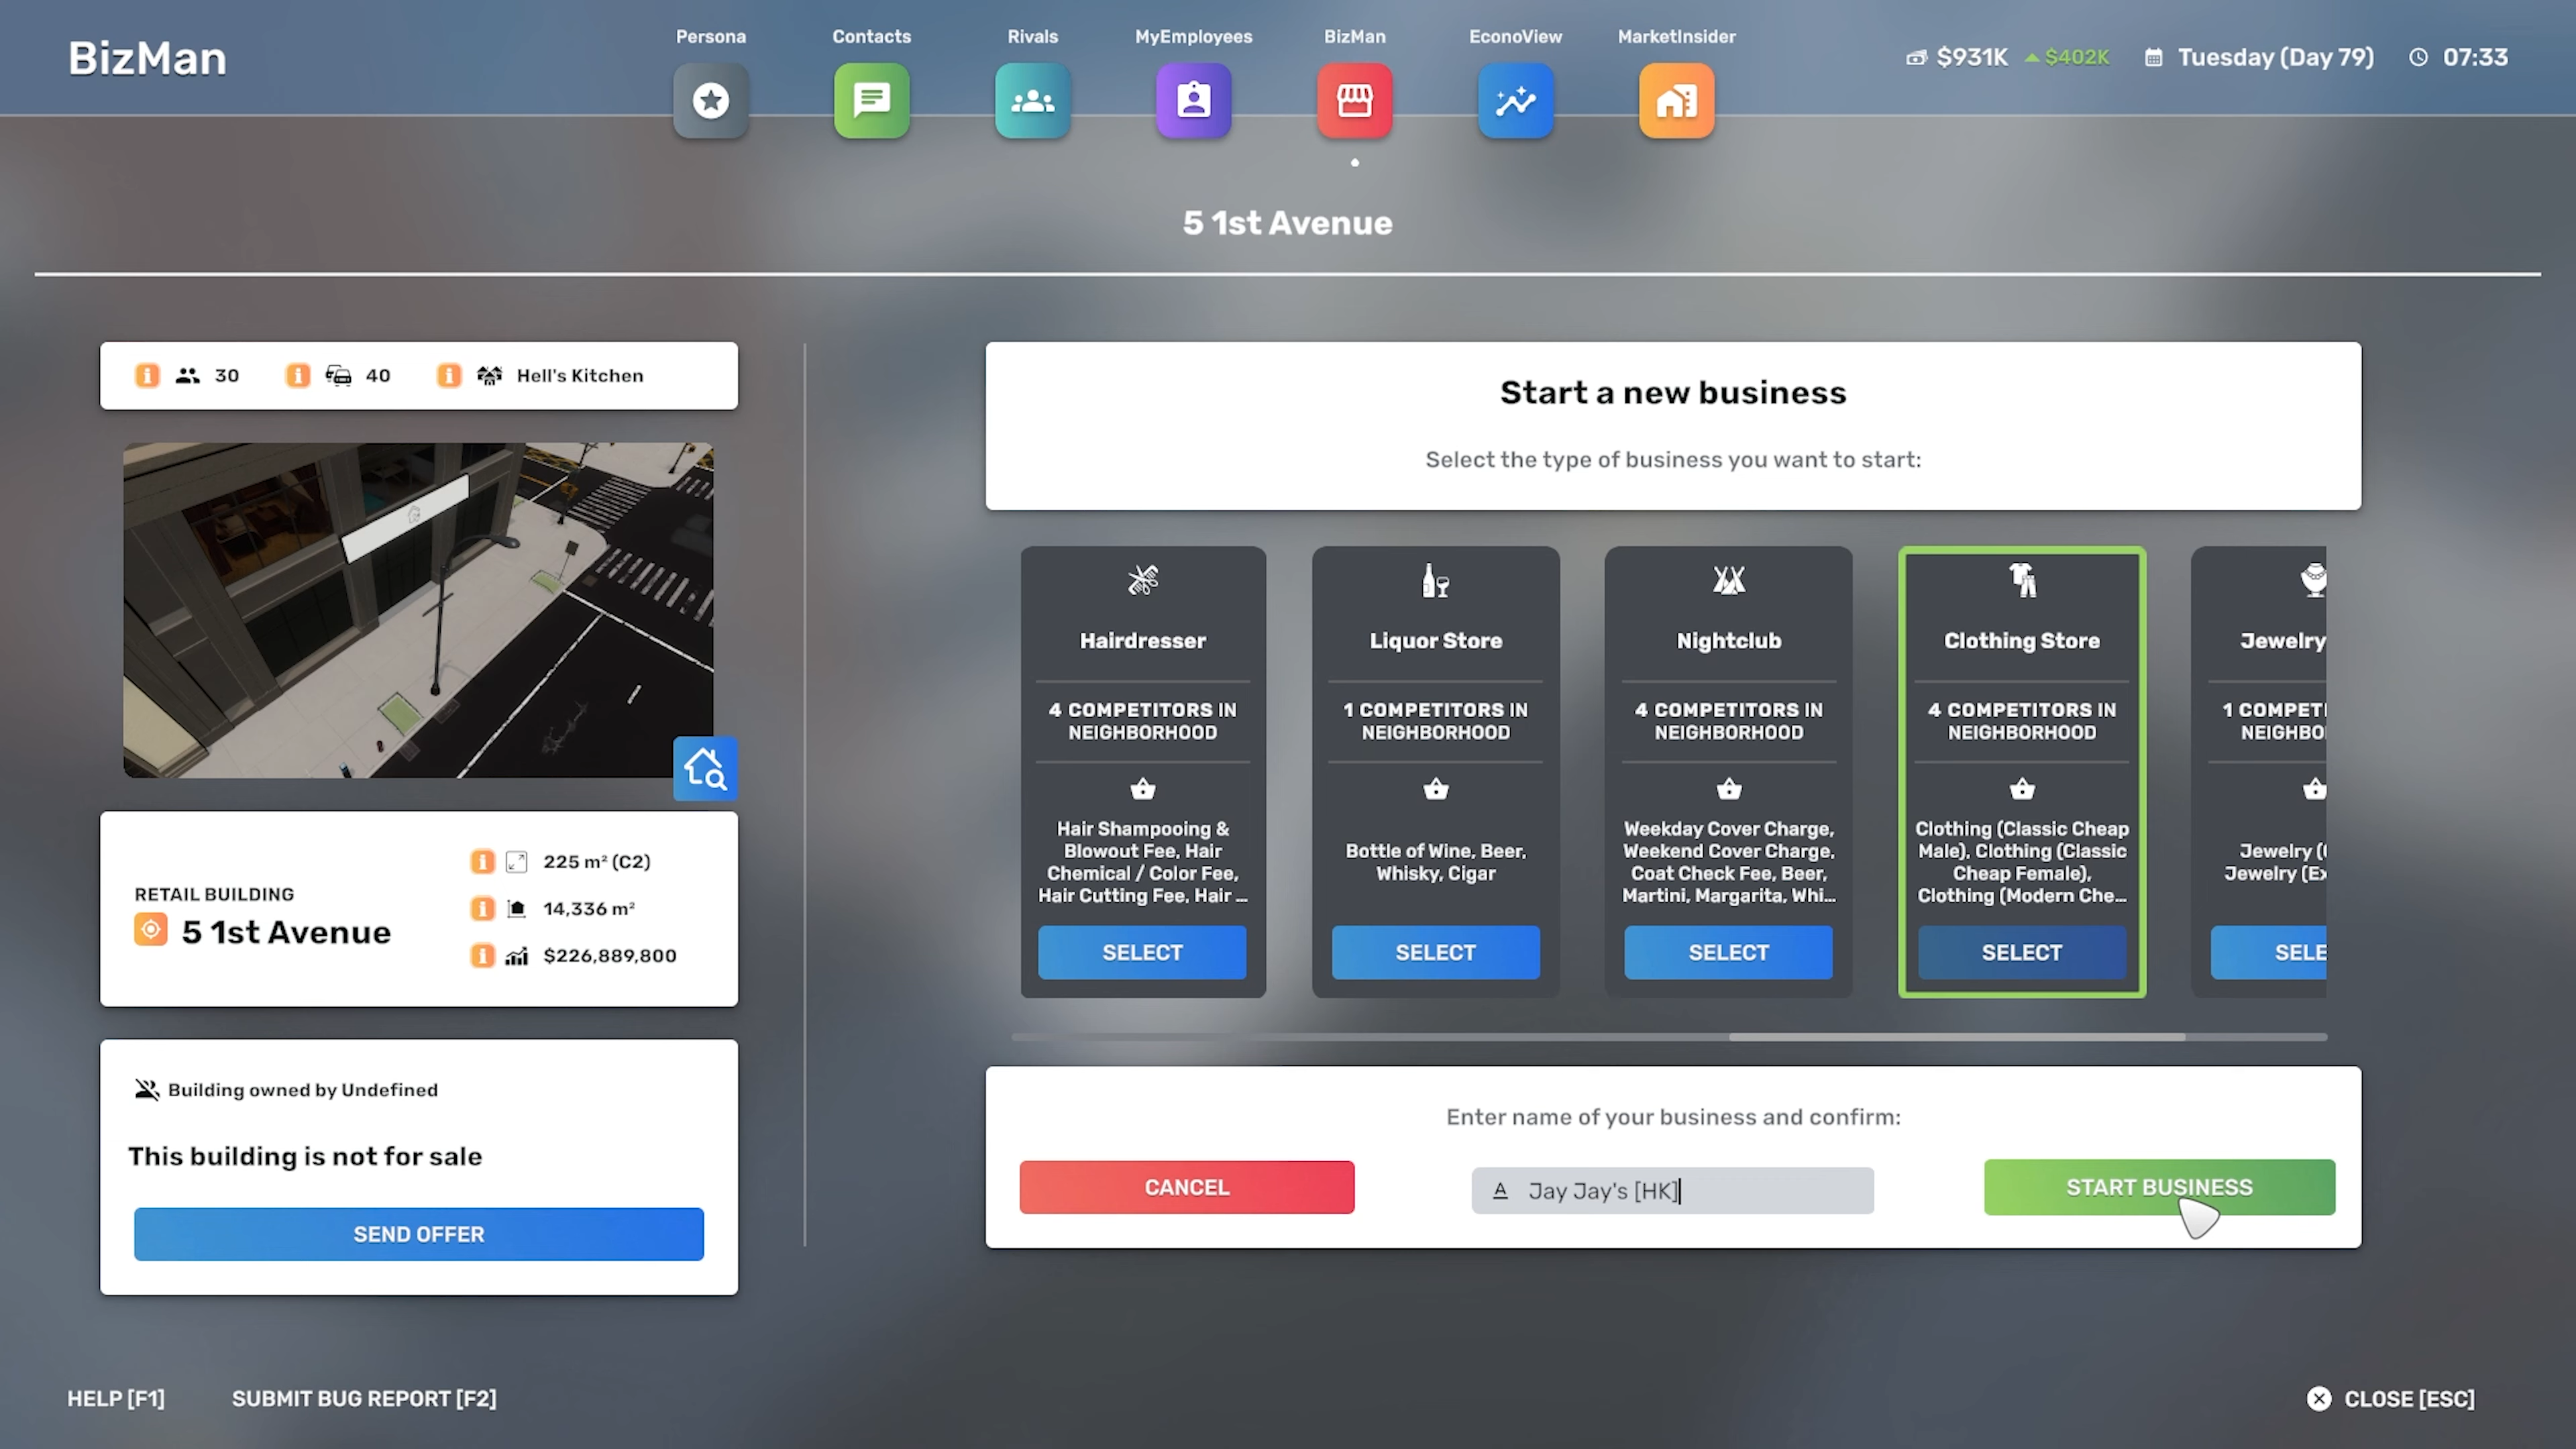 BizMan
Persona
Contacts
Rivals
MyEmployees
BizMan
EconoView
MarketInsider
$931K
$402K
Tuesday (Day 79)
07:33
5 1st Avenue
30
40
Hell's Kitchen
RETAIL BUILDING
5 1st Avenue
225 m² (C2)
14,336 m²
$226,889,800
Building owned by Undefined
This building is not for sale
SEND OFFER
Start a new business
Select the type of business you want to start:
Hairdresser
4 COMPETITORS IN
NEIGHBORHOOD
Hair Shampooing &
Blowout Fee, Hair
Chemical / Color Fee,
Hair Cutting Fee, Hair ...
SELECT
Liquor Store
1 COMPETITORS IN
NEIGHBORHOOD
Bottle of Wine, Beer,
Whisky, Cigar
SELECT
Nightclub
4 COMPETITORS IN
NEIGHBORHOOD
Weekday Cover Charge,
Weekend Cover Charge,
Coat Check Fee, Beer,
Martini, Margarita, Whi...
SELECT
Clothing Store
4 COMPETITORS IN
NEIGHBORHOOD
Clothing (Classic Cheap
Male), Clothing (Classic
Cheap Female),
Clothing (Modern Che...
SELECT
Jewelry
1 COMPETI
NEIGHBO
Jewelry (
Jewelry (Ex
SELE
Enter name of your business and confirm:
CANCEL
Jay Jay's [HK]
START BUSINESS
HELP [F1]
SUBMIT BUG REPORT [F2]
CLOSE [ESC]